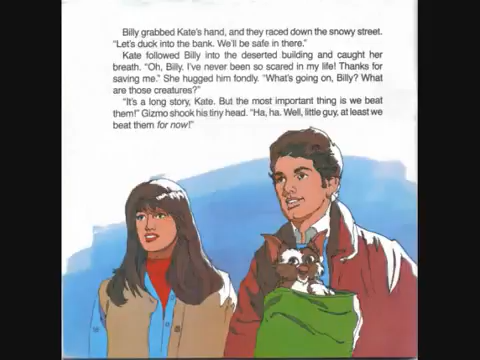 Billy grabbed Kate's hand, and they raced down the snowy street.
"Let's duck into the bank. We'll be safe in there."
Kate followed Billy into the deserted building and caught her
breath. "Oh, Billy. I've never been so scared in my life! Thanks for
saving me." She hugged him fondly. "What's going on, Billy? What
are those creatures?"
"It's a long story, Kate. But the most important thing is we beat
them!" Gizmo shook his tiny head. "Ha, ha. Well, little guy, at least we
beat them for now!"